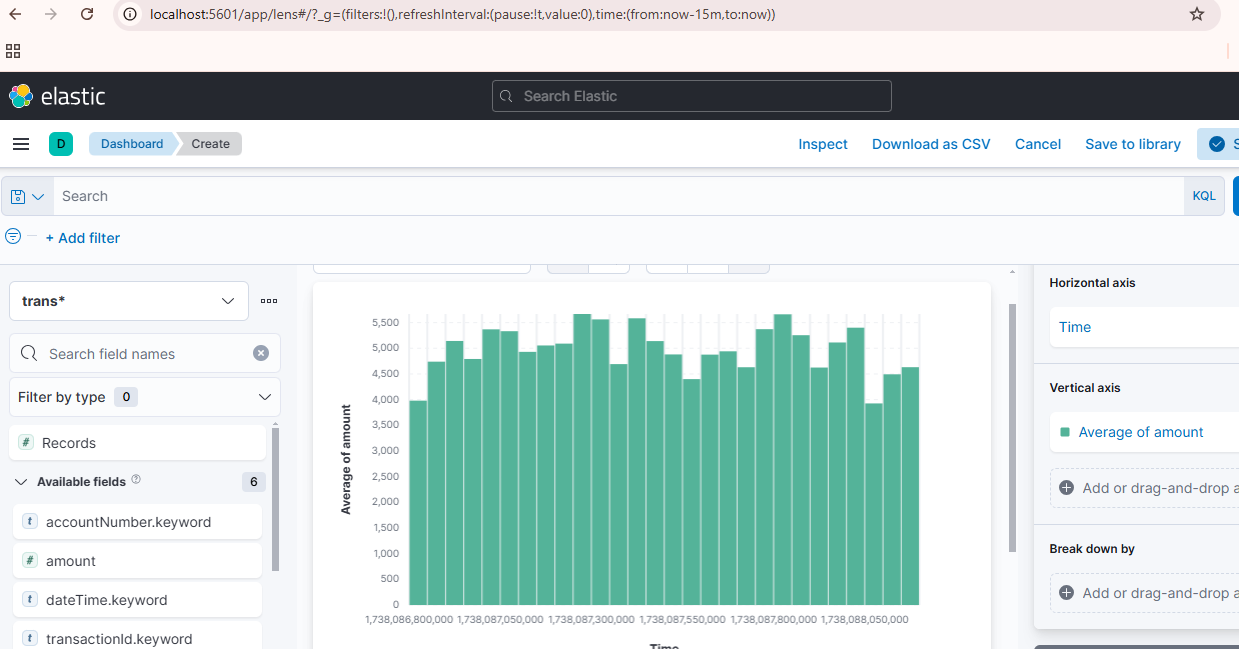 localhost:5601/app/lens#/?_g=(filters:!(),refreshInterval:(pause:!t,value:0),time:(from:now-15m,to:now))
elastic
Search Elastic
D
Dashboard
Create
Inspect
Download as CSV
Cancel
Save to library
S
Search
KQL
+ Add filter
trans*
Search field names
Filter by type 0
# Records
Available fields 6
t accountNumber.keyword
# amount
t dateTime.keyword
t transactionId.keyword
Average of amount
5,500
5,000
4,500
4,000
3,500
3,000
2,500
2,000
1,500
1,000
500
0
1,738,086,800,000 1,738,087,050,000 1,738,087,300,000 1,738,087,550,000 1,738,087,800,000 1,738,088,050,000
Time
Horizontal axis
Time
Vertical axis
Average of amount
Add or drag-and-drop a
Break down by
Add or drag-and-drop a